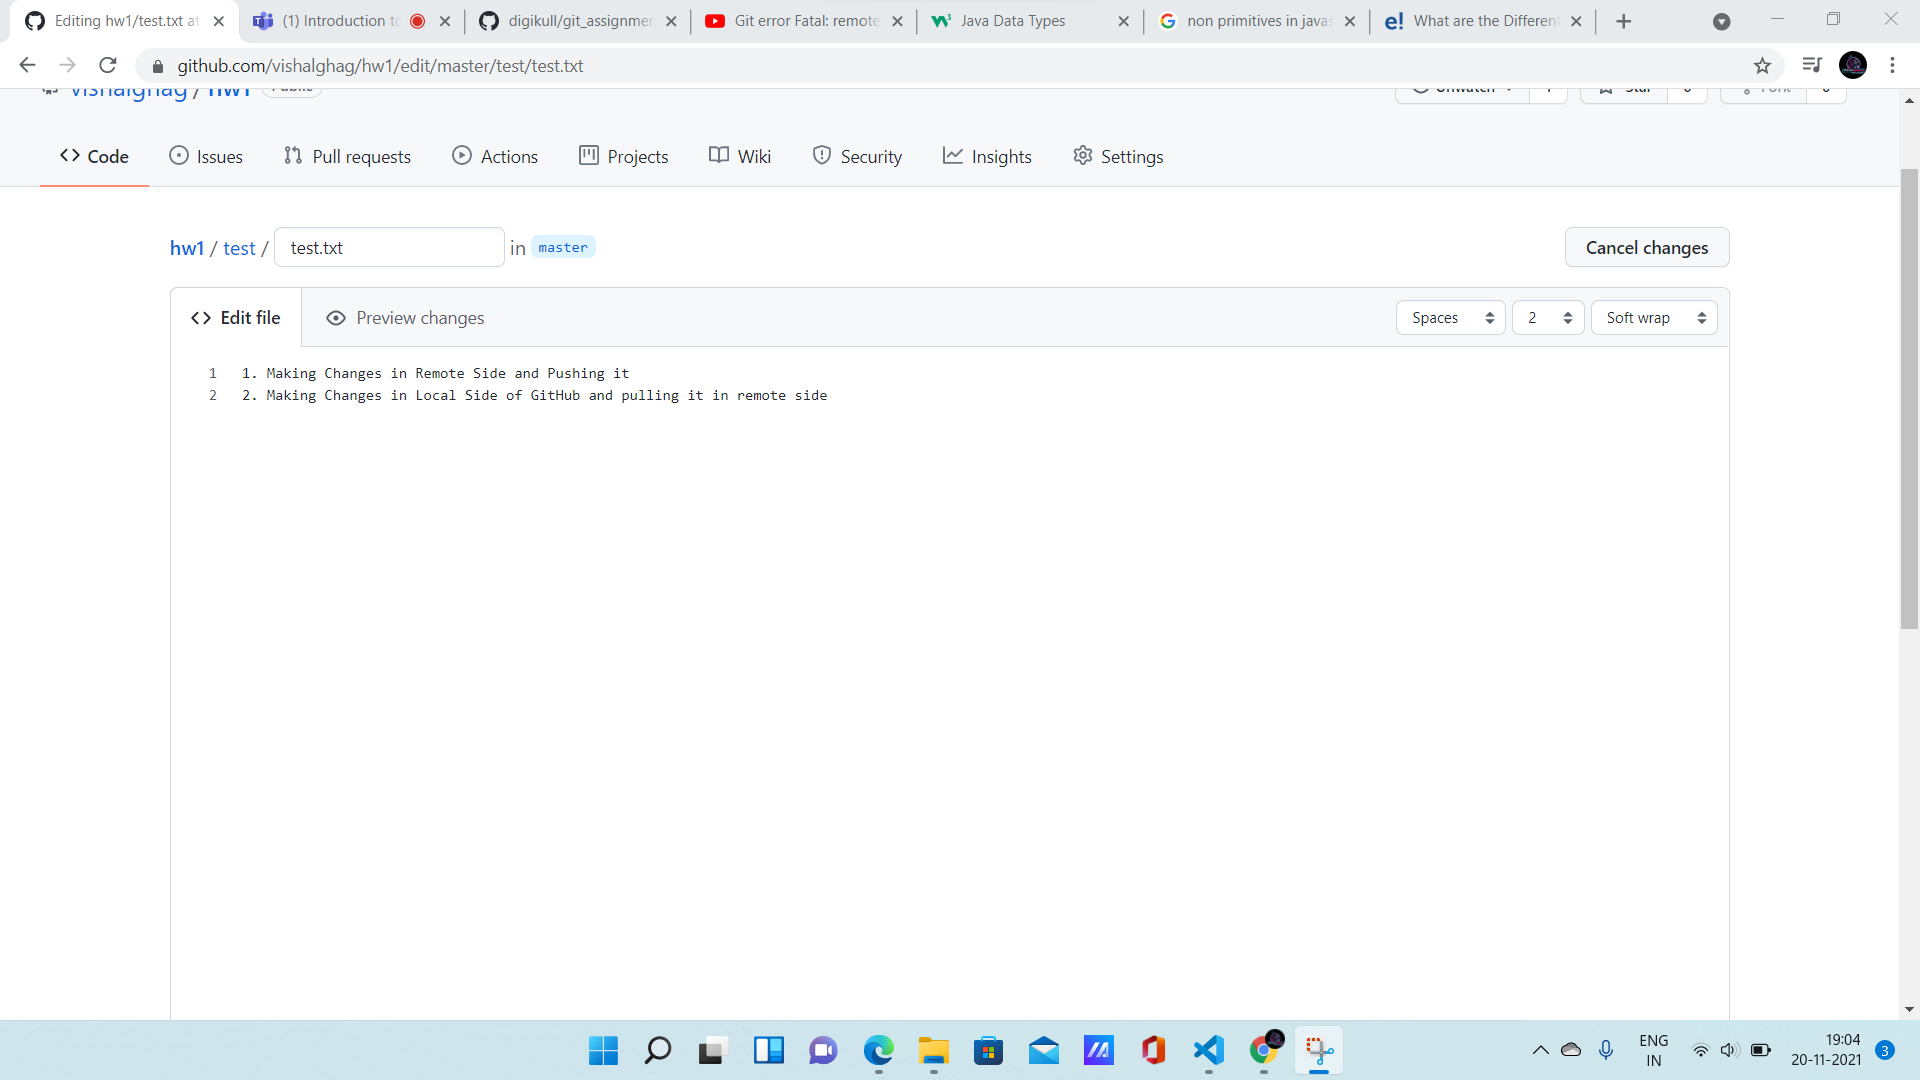 Editing hw1/test.txt at
(1) Introduction to
digikull/git_assignmen
Git error Fatal: remote
Java Data Types
non primitives in javas
What are the Differen
github.com/vishalghag/hw1/edit/master/test/test.txt
vishalghag / hw1 Public
Unwatch 1 Star 0 Fork 0
Code Issues Pull requests Actions Projects Wiki Security Insights Settings
hw1 / test / test.txt in master Cancel changes
Edit file Preview changes Spaces 2 Soft wrap
1 1. Making Changes in Remote Side and Pushing it
2 2. Making Changes in Local Side of GitHub and pulling it in remote side
ENG 19:04
IN 20-11-2021 3